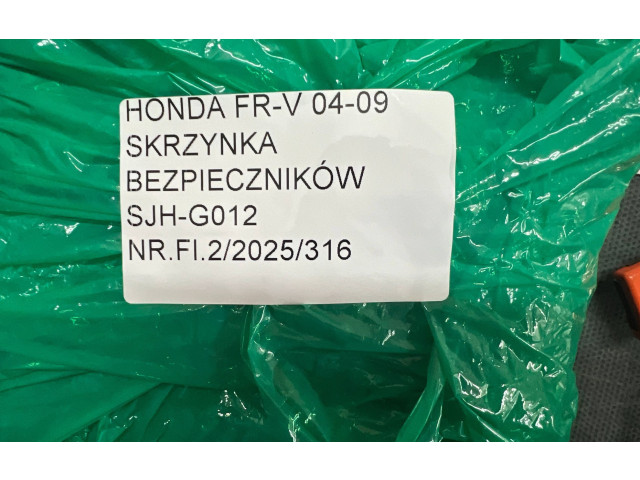 HONDA FR-V 04-09
SKRZYNKA
BEZPIECZNIKÓW
SJH-G012
NR.FI.2/2025/316